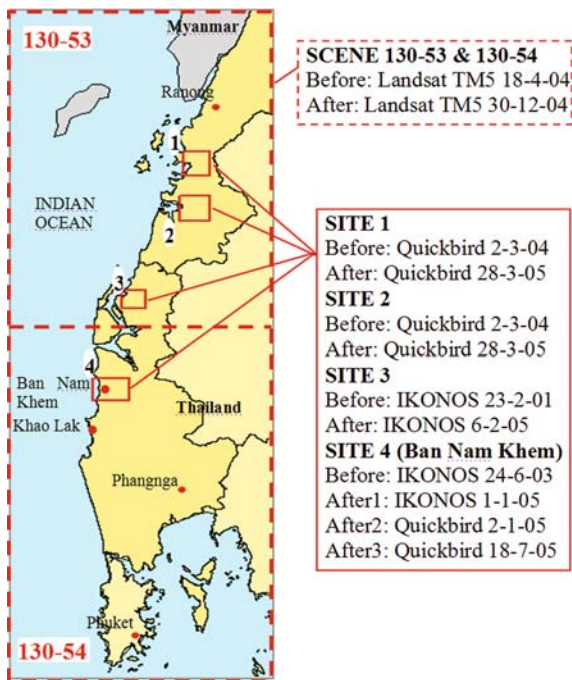 130-53
Myanmar
Ranong
1
INDIAN
OCEAN
2
3
4
Ban Nam
Khem
Thailand
Khao Lak
Phangnga
Phuket
130-54
SCENE 130-53 & 130-54
Before: Landsat TM5 18-4-04
After: Landsat TM5 30-12-04
SITE 1
Before: Quickbird 2-3-04
After: Quickbird 28-3-05
SITE 2
Before: Quickbird 2-3-04
After: Quickbird 28-3-05
SITE 3
Before: IKONOS 23-2-01
After: IKONOS 6-2-05
SITE 4 (Ban Nam Khem)
Before: IKONOS 24-6-03
After1: IKONOS 1-1-05
After2: Quickbird 2-1-05
After3: Quickbird 18-7-05